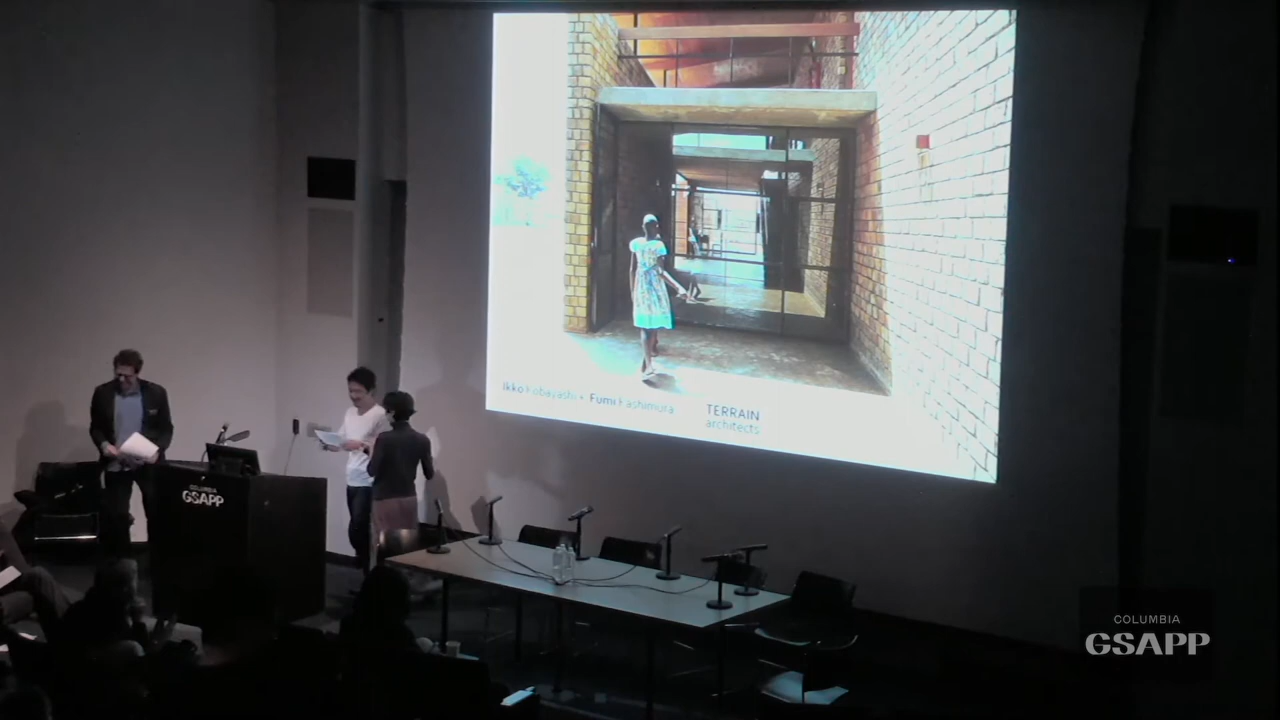 Ikko Kobayashi + Fumi Kashimura
TERRAIN
architects
COLUMBIA
GSAPP
COLUMBIA
GSAPP